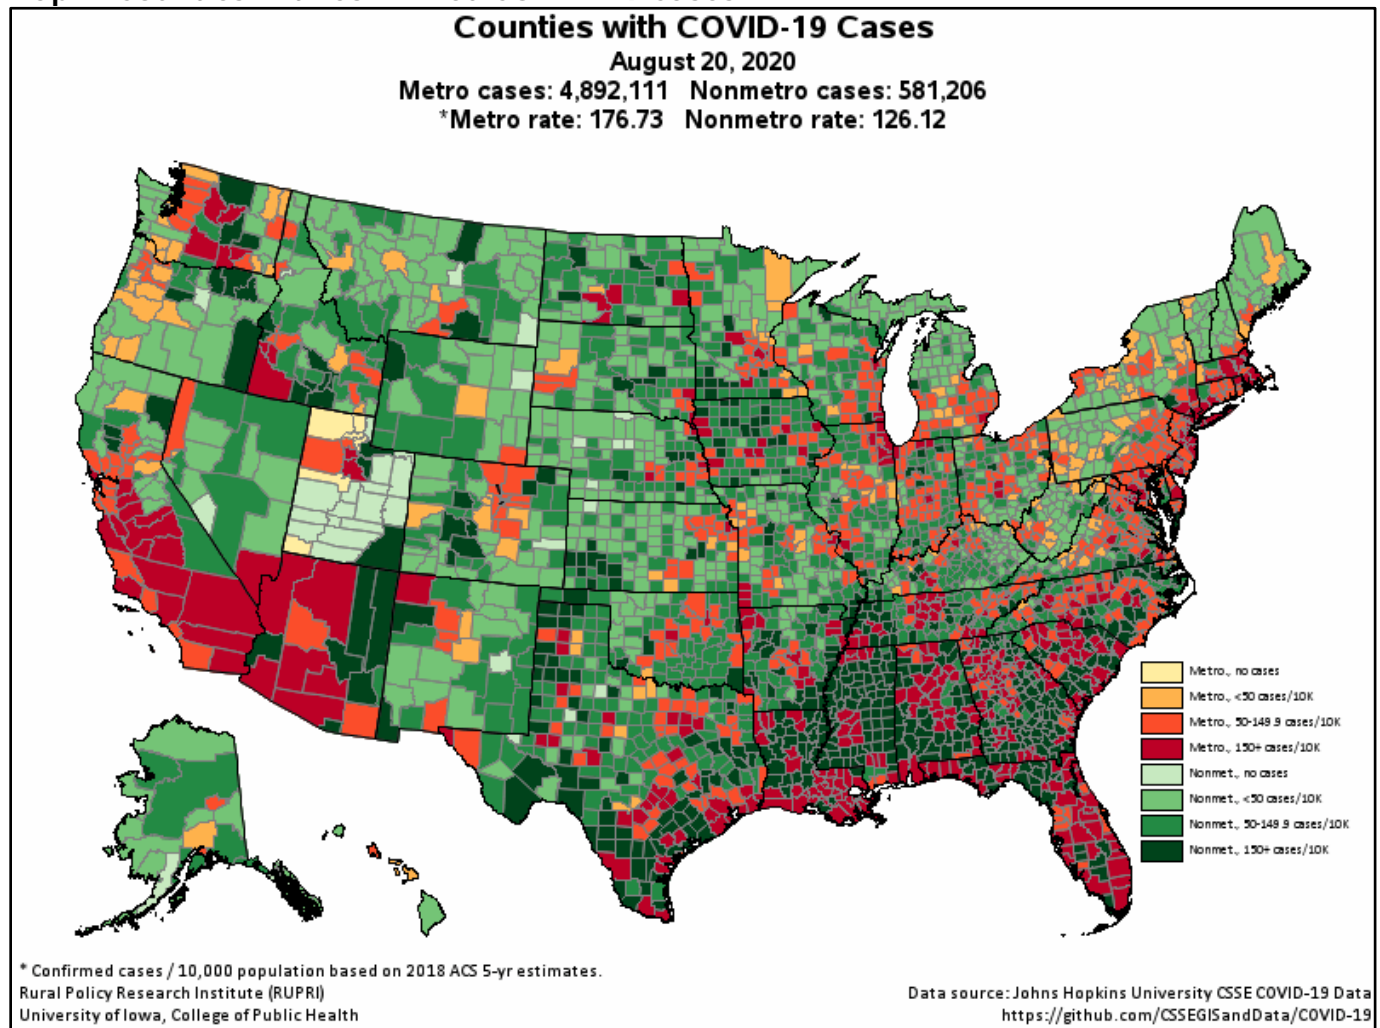 Counties with COVID-19 Cases
August 20, 2020
Metro cases: 4,892,111 Nonmetro cases: 581,206
*Metro rate: 176.73 Nonmetro rate: 126.12
Metro., no cases
Metro., <50 cases/10K
Metro., 50-149.9 cases/10K
Metro., 150+ cases/10K
Nonmet., no cases
Nonmet., <50 cases/10K
Nonmet., 50-149.9 cases/10K
Nonmet., 150+ cases/10K
* Confirmed cases / 10,000 population based on 2018 ACS 5-yr estimates.
Rural Policy Research Institute (RUPRI)
University of Iowa, College of Public Health
Data source: Johns Hopkins University CSSE COVID-19 Data
https://github.com/CSSEGISandData/COVID-19